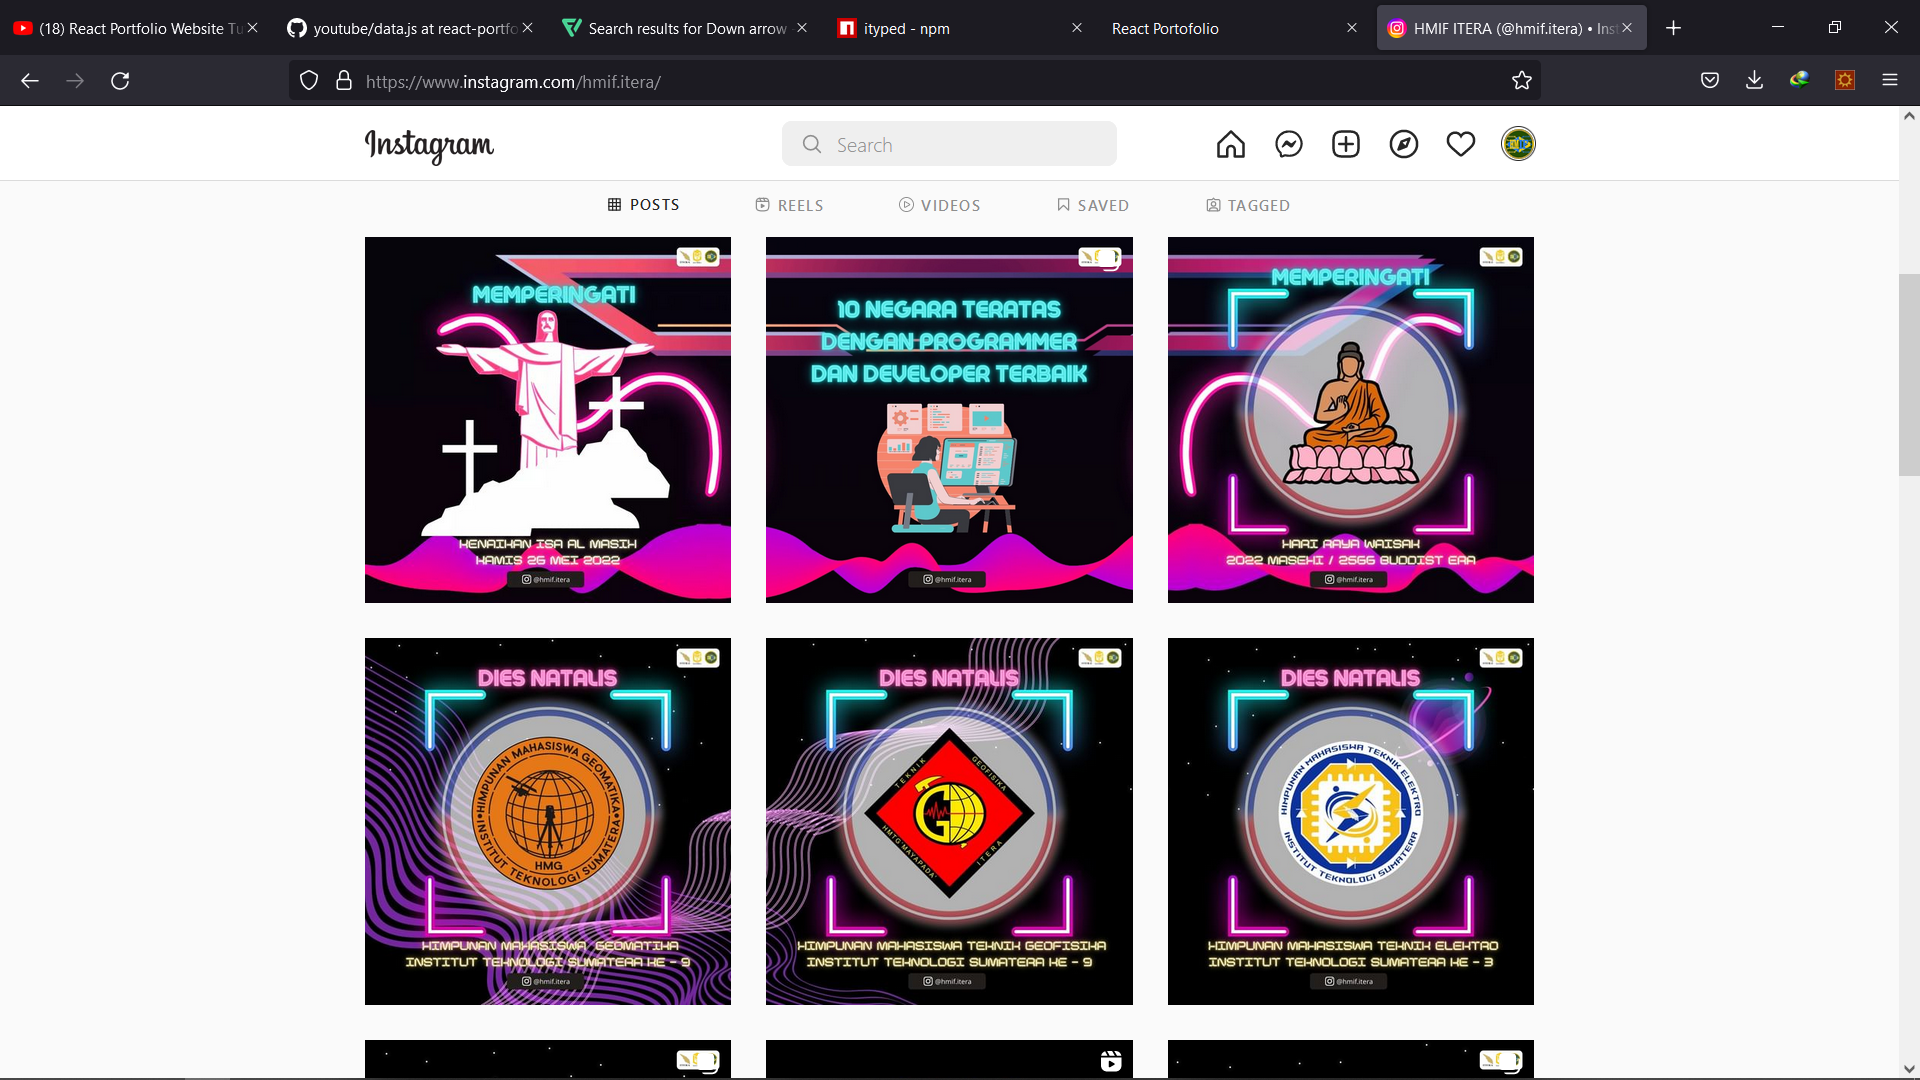 (18) React Portfolio Website Tu
youtube/data.js at react-portfo
Search results for Down arrow
ityped - npm
React Portofolio
HMIF ITERA (@hmif.itera) • Inst
https://www.instagram.com/hmif.itera/
Instagram
Search
POSTS
REELS
VIDEOS
SAVED
TAGGED
MEMPERINGATI
KENAIKAN ISA AL MASIH
KAMIS 26 MEI 2022
@hmif.itera
10 NEGARA TERATAS
DENGAN PROGRAMMER
DAN DEVELOPER TERBAIK
@hmif.itera
MEMPERINGATI
HARI RAYA WAISAK
2022 MASEHI / 2566 BUDDIST ERA
@hmif.itera
DIES NATALIS
HIMPUNAN MAHASISWA GEOMATIKA
INSTITUT TEKNOLOGI SUMATERA
HMG
HIMPUNAN MAHASISWA GEOMATIKA
INSTITUT TEKNOLOGI SUMATERA KE - 9
@hmif.itera
DIES NATALIS
TEKNIK
GEOFISIKA
HMTG "MAYAPADA"
ITERA
HIMPUNAN MAHASISWA TEKNIK GEOFISIKA
INSTITUT TEKNOLOGI SUMATERA KE - 9
@hmif.itera
DIES NATALIS
HIMPUNAN MAHASISWA TEKNIK ELEKTRO
INSTITUT TEKNOLOGI SUMATERA
HIMPUNAN MAHASISWA TEKNIK ELEKTRO
INSTITUT TEKNOLOGI SUMATERA KE - 3
@hmif.itera